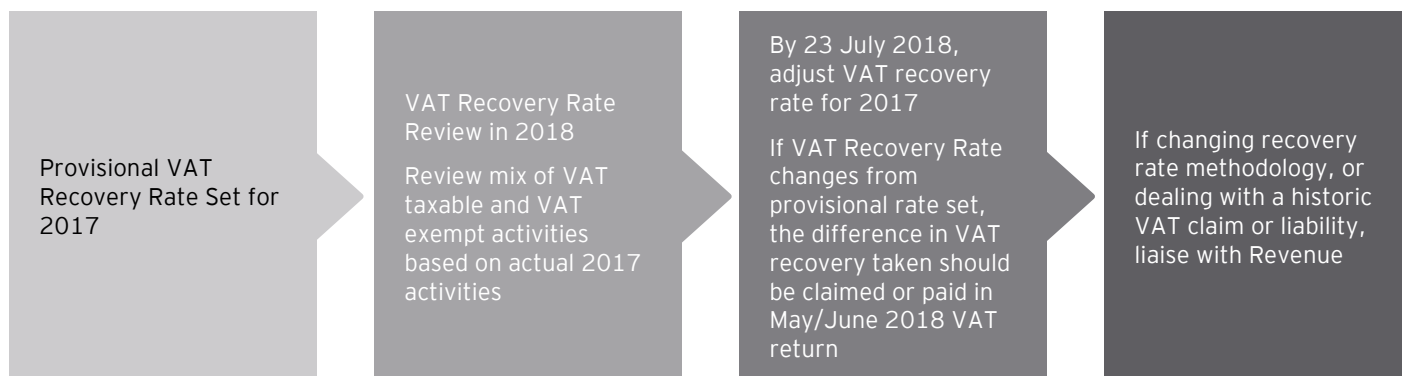 Provisional VAT
Recovery Rate Set for
2017
VAT Recovery Rate
Review in 2018
Review mix of VAT
taxable and VAT
exempt activities
based on actual 2017
activities
By 23 July 2018,
adjust VAT recovery
rate for 2017
If VAT Recovery Rate
changes from
provisional rate set,
the difference in VAT
recovery taken should
be claimed or paid in
May/June 2018 VAT
return
If changing recovery
rate methodology, or
dealing with a historic
VAT claim or liability,
liaise with Revenue